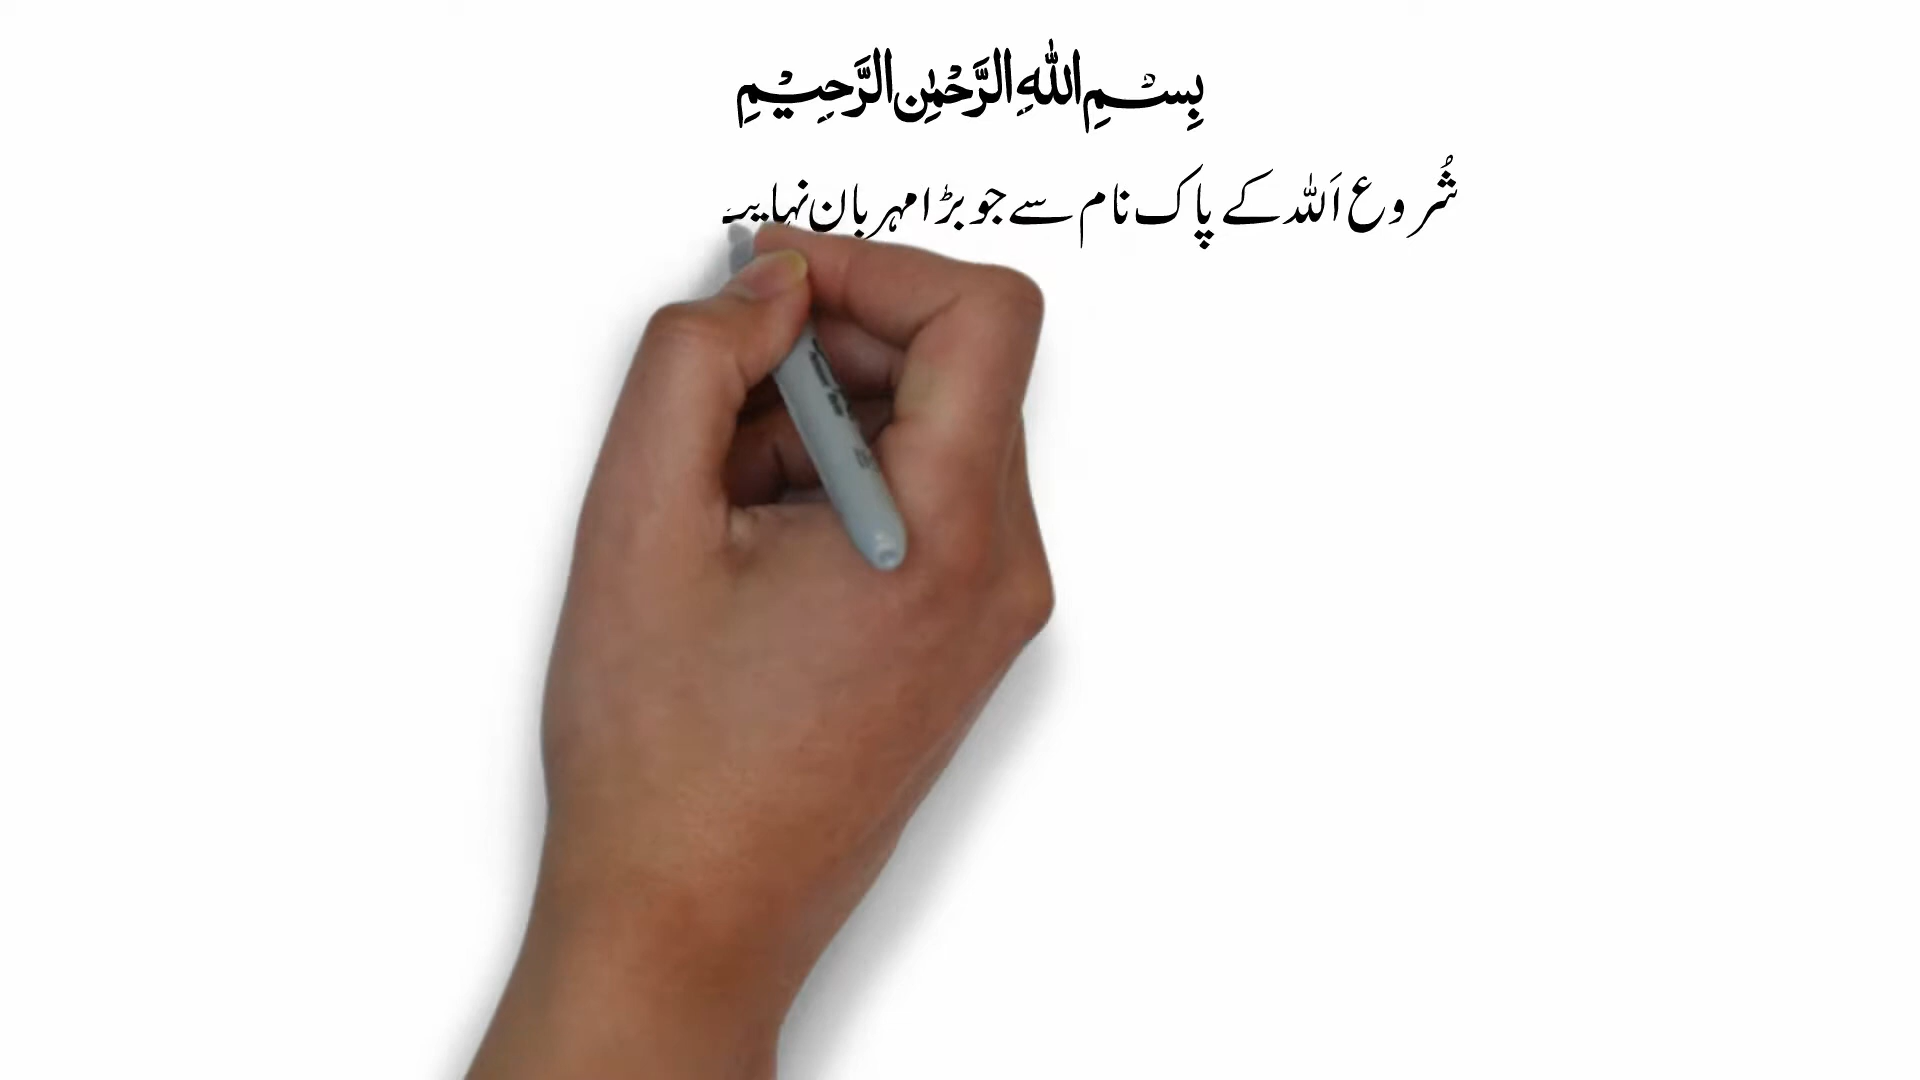 بِسْمِ اللّٰهِ الرَّحْمٰنِ الرَّحِيْمِ
شُروع اَللہ کے پاک نام سے جو بڑا مہربان